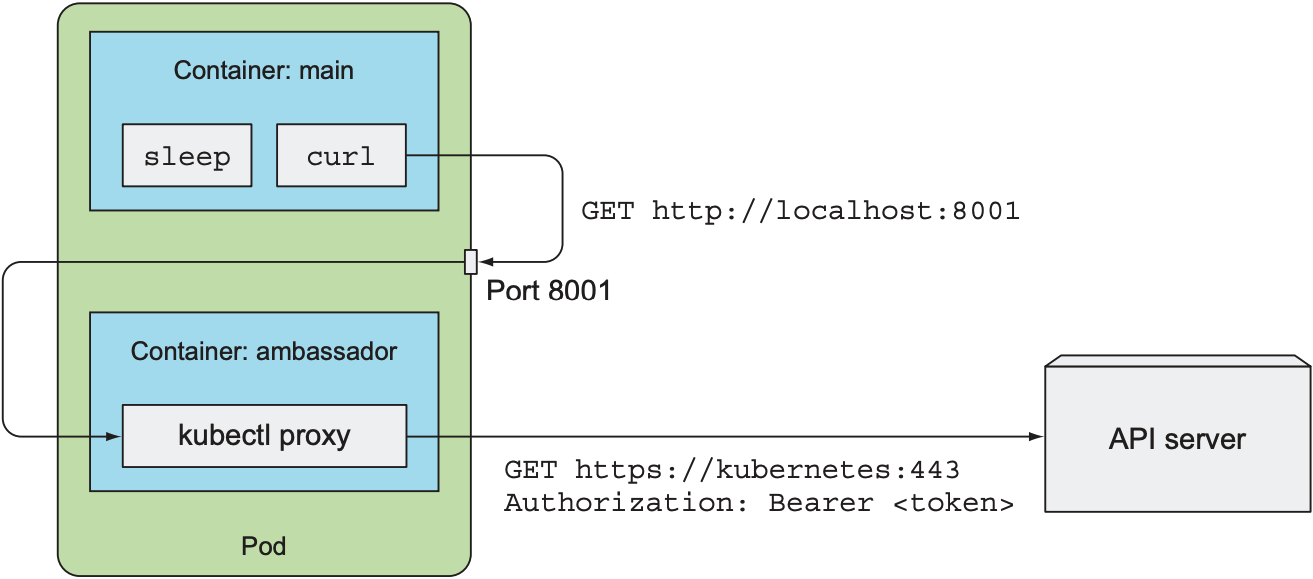 Container: main
sleep
curl
GET http://localhost:8001
Port 8001
Container: ambassador
kubectl proxy
API server
GET https://kubernetes:443
Authorization: Bearer <token>
Pod